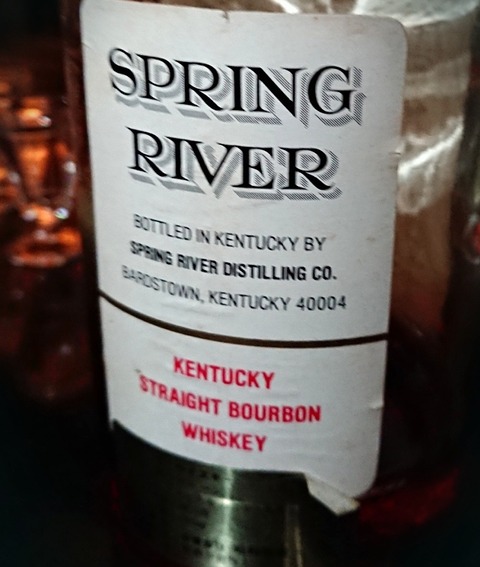 SPRING
RIVER
BOTTLED IN KENTUCKY BY
SPRING RIVER DISTILLING CO.
BARDSTOWN, KENTUCKY 40004
KENTUCKY
STRAIGHT BOURBON
WHISKEY